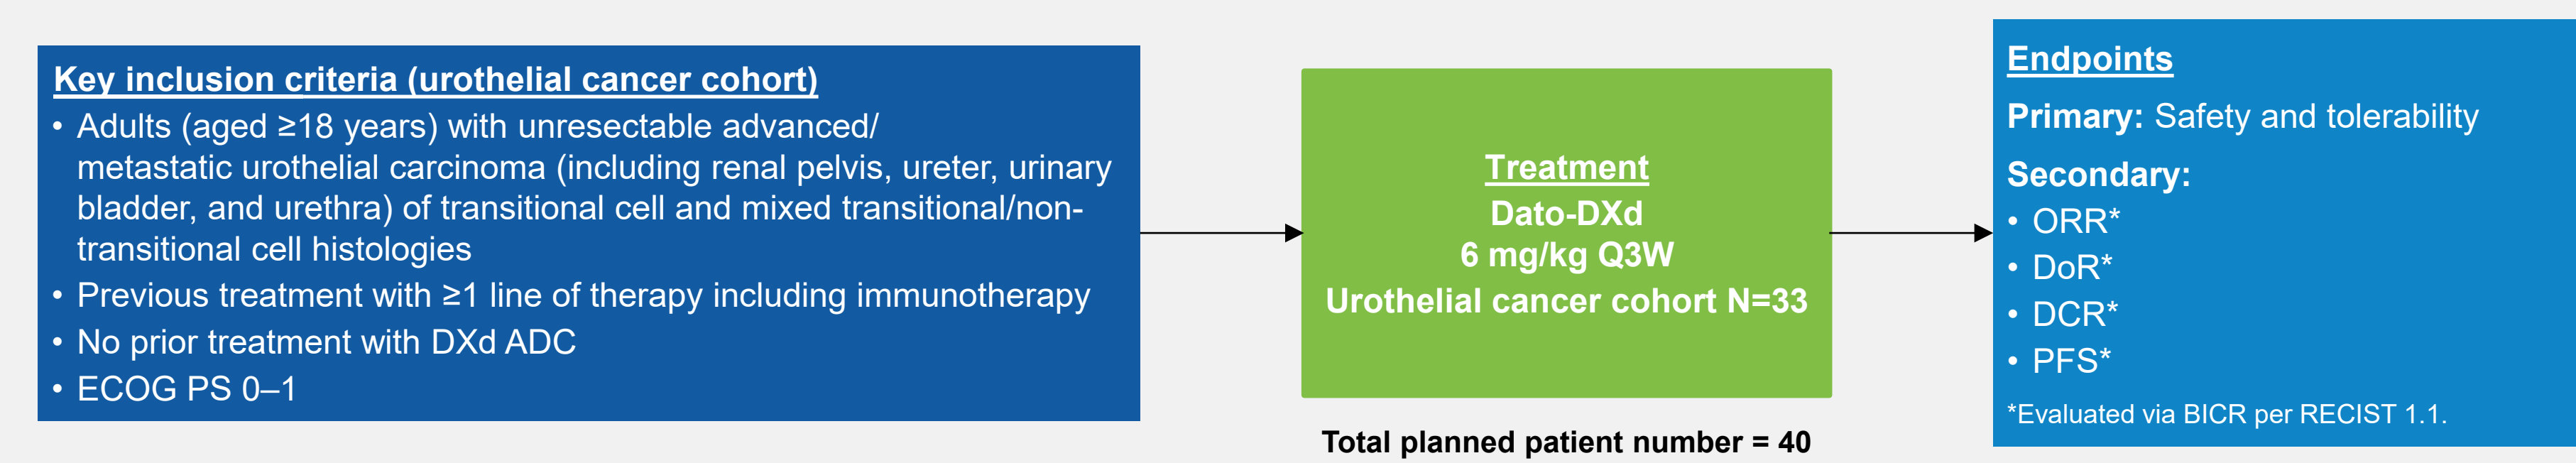 Key inclusion criteria (urothelial cancer cohort)
• Adults (aged ≥18 years) with unresectable advanced/
metastatic urothelial carcinoma (including renal pelvis, ureter, urinary
bladder, and urethra) of transitional cell and mixed transitional/non-
transitional cell histologies
• Previous treatment with ≥1 line of therapy including immunotherapy
• No prior treatment with DXd ADC
• ECOG PS 0–1
Treatment
Dato-DXd
6 mg/kg Q3W
Urothelial cancer cohort N=33
Total planned patient number = 40
Endpoints
Primary: Safety and tolerability
Secondary:
• ORR*
• DoR*
• DCR*
• PFS*
*Evaluated via BICR per RECIST 1.1.